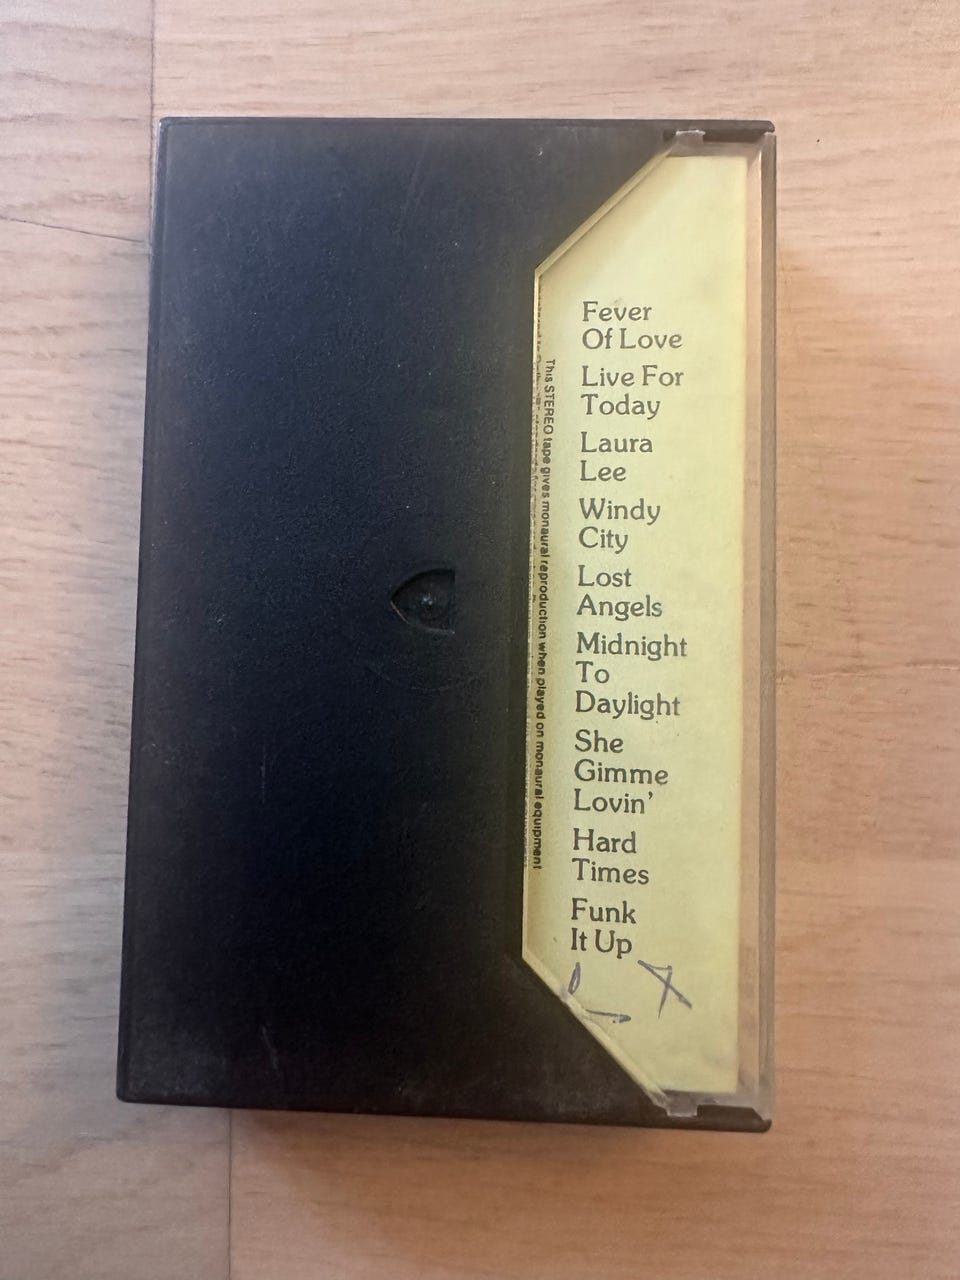 Fever
Of Love
Live For
Today
Laura
Lee
Windy
City
Lost
Angels
Midnight
To
Daylight
She
Gimme
Lovin'
Hard
Times
Funk
It Up
This STEREO tape gives monaural reproduction when played on monaural equipment